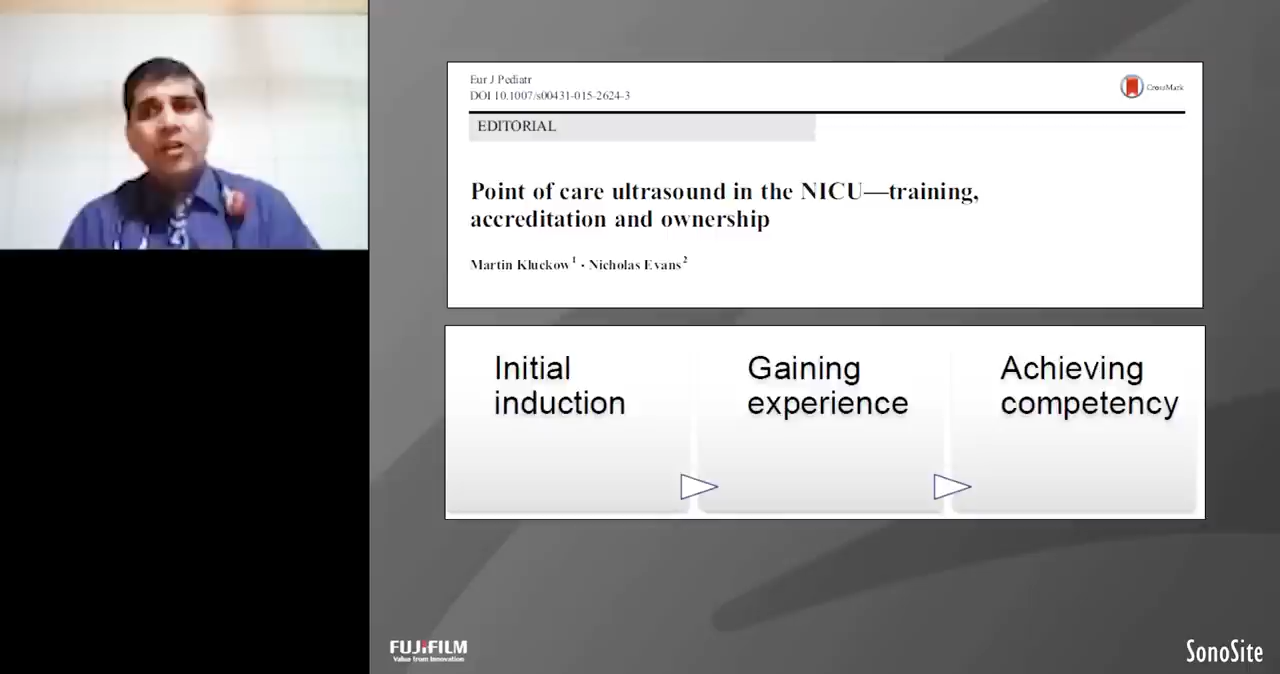 Eur J Pediatr
DOI 10.1007/s00431-015-2624-3
CrossMark
EDITORIAL
Point of care ultrasound in the NICU—training,
accreditation and ownership
Martin Kluckow1 · Nicholas Evans2
Initial
induction
Gaining
experience
Achieving
competency
FUJIFILM
Value from Innovation
SonoSite